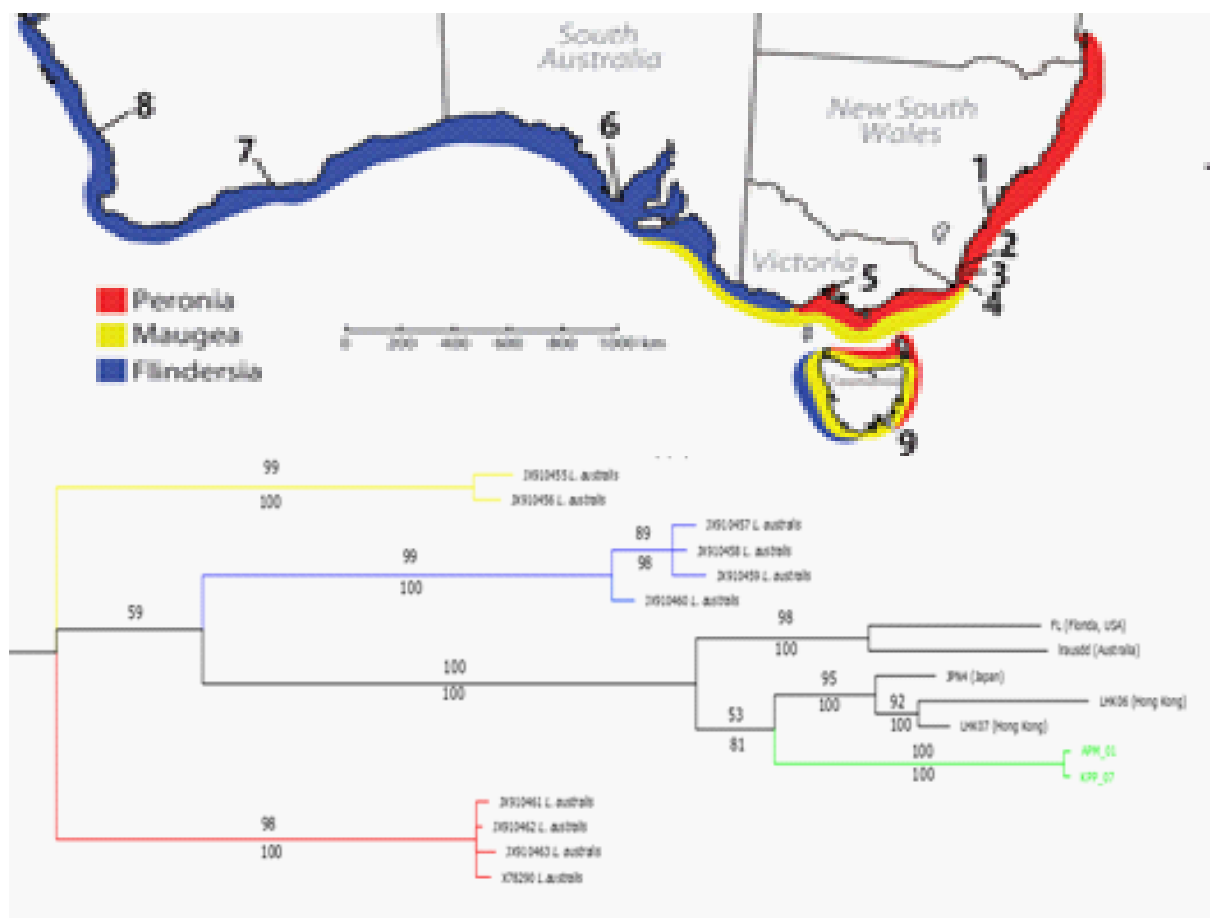 South
Australia
New South
Wales
8
7
6
1
Q
2
Victoria
5
3
4
Peronia
Maugea
Flindersia
0 200 400 600 800 1000 km
9
99
100
JX910455 L. australis
JX910456 L. australis
89
98
JX910457 L. australis
JX910458 L. australis
JX910459 L. australis
JX910460 L. australis
99
100
59
98
100
FL (Florida, USA)
lrausdd (Australia)
100
100
95
100
JPN4 (Japan)
92
100
LHK06 (Hong Kong)
LHK07 (Hong Kong)
53
81
100
100
APM_01
KPP_07
98
100
JX910461 L. australis
JX910462 L. australis
JX910463 L. australis
X78290 L. australis